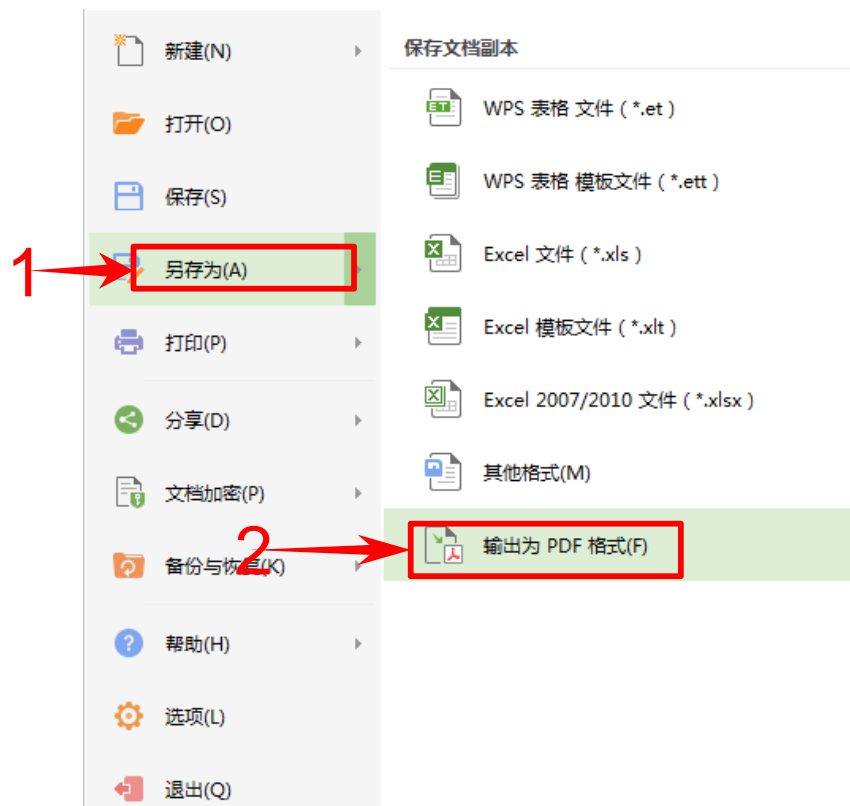 新建(N)
打开(O)
保存(S)
1
另存为(A)
打印(P)
分享(D)
文档加密(P)
2
备份与恢复(K)
帮助(H)
选项(L)
退出(Q)
保存文档副本
WPS 表格 文件 ( *.et )
WPS 表格 模板文件 ( *.ett )
Excel 文件 ( *.xls )
Excel 模板文件 ( *.xlt )
Excel 2007/2010 文件 ( *.xlsx )
其他格式(M)
输出为 PDF 格式(F)